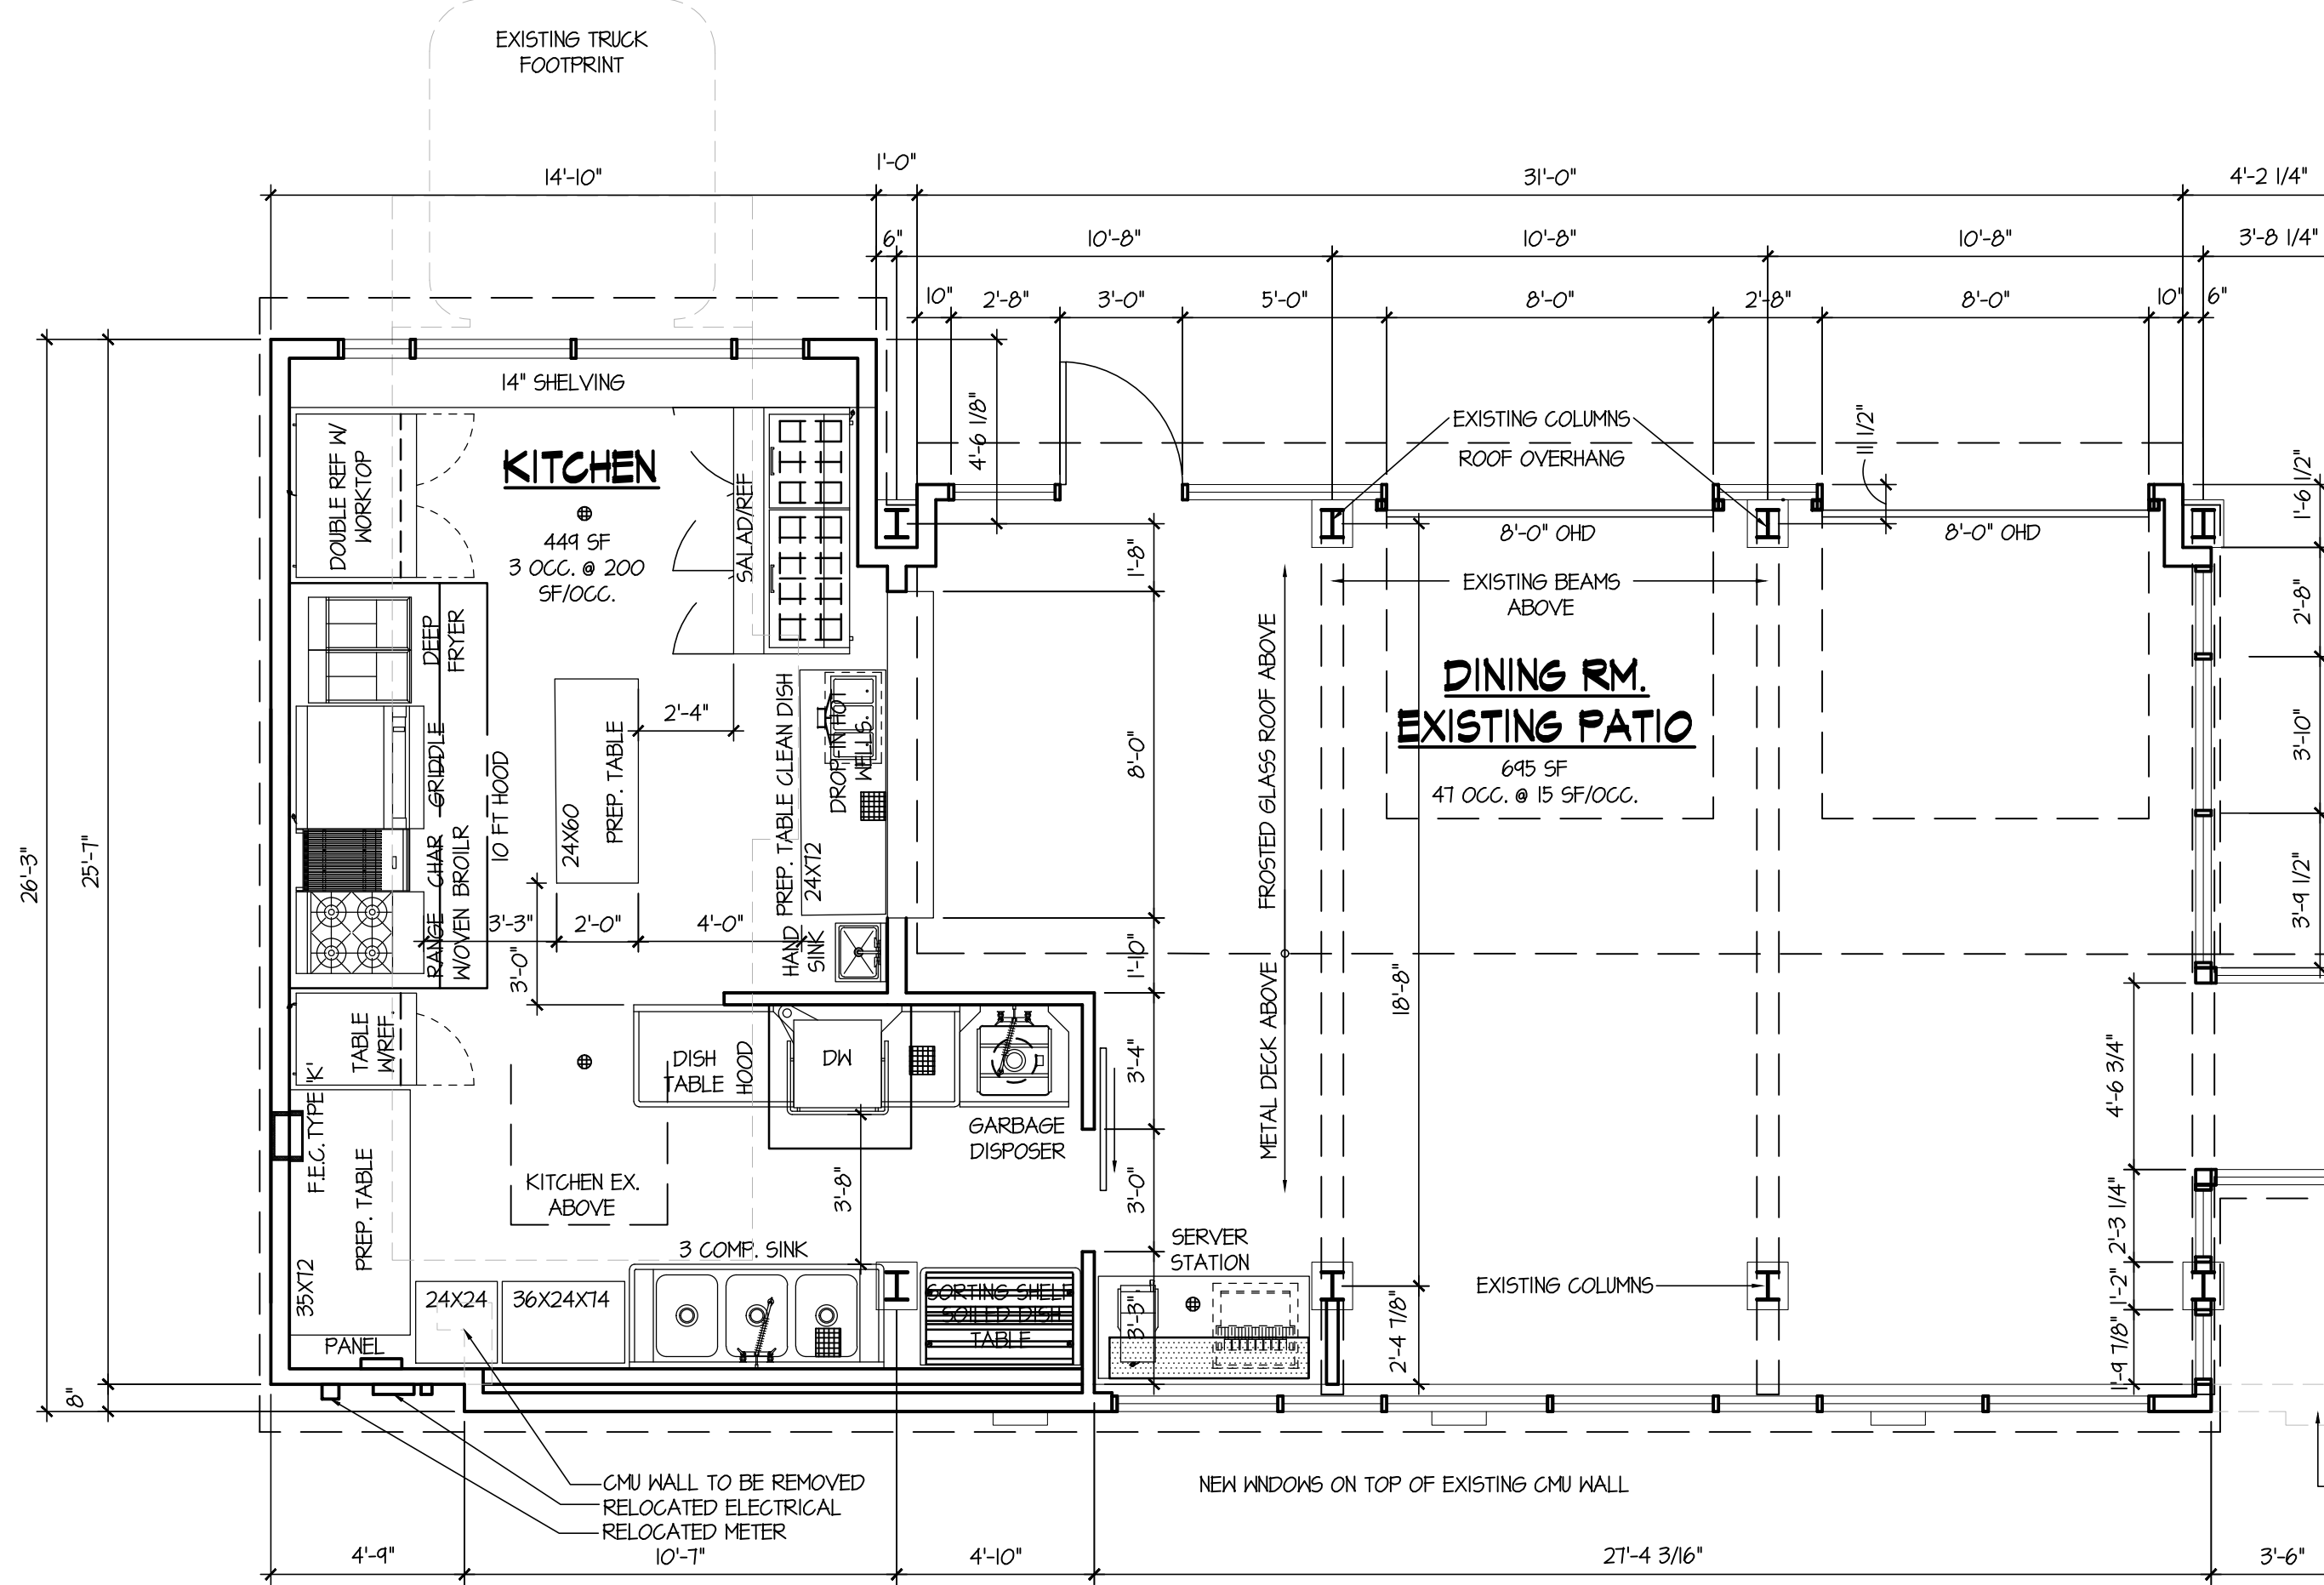 EXISTING TRUCK
FOOTPRINT
14'-10"
1'-0"
31'-0"
4'-2 1/4"
6"
10'-8"
10'-8"
10'-8"
3'-8 1/4"
10"
2'-8"
3'-0"
5'-0"
8'-0"
2'-8"
8'-0"
10"
6"
14" SHELVING
KITCHEN
449 SF
3 OCC. @ 200
SF/OCC.
DOUBLE REF W/
WORKTOP
SALAD/REF
4'-6 1/8"
EXISTING COLUMNS
ROOF OVERHANG
11 1/2"
1'-6 1/2"
8'-0" OHD
8'-0" OHD
1'-8"
EXISTING BEAMS
ABOVE
2'-8"
DEEP
FRYER
FROSTED GLASS ROOF ABOVE
DINING RM.
EXISTING PATIO
695 SF
47 OCC. @ 15 SF/OCC.
2'-4"
PREP. TABLE
24X60
PREP. TABLE CLEAN DISH
DROP IN HOT
WELLS.
24X72
8'-0"
3'-10"
GRIDDLE
10 FT HOOD
CHAR
BROILR
RANGE
W/OVEN
26'-3"
25'-7"
3'-9 1/2"
3'-3"
2'-0"
4'-0"
3'-0"
HAND
SINK
1'-10"
18'-8"
METAL DECK ABOVE
TABLE
W/REF.
DISH
TABLE
HOOD
DW
3'-4"
4'-6 3/4"
F.E.C. TYPE 'K'
GARBAGE
DISPOSER
PREP. TABLE
35X72
KITCHEN EX.
ABOVE
3'-8"
3'-0"
2'-3 1/4"
SERVER
STATION
3 COMP. SINK
EXISTING COLUMNS
1'-2"
24X24
36X24X74
SORTING SHELF
SOILED DISH
TABLE
3'-3"
2'-4 7/8"
1'-9 7/8"
PANEL
8"
CMU WALL TO BE REMOVED
RELOCATED ELECTRICAL
RELOCATED METER
NEW WNDOWS ON TOP OF EXISTING CMU WALL
4'-9"
10'-7"
4'-10"
27'-4 3/16"
3'-6"